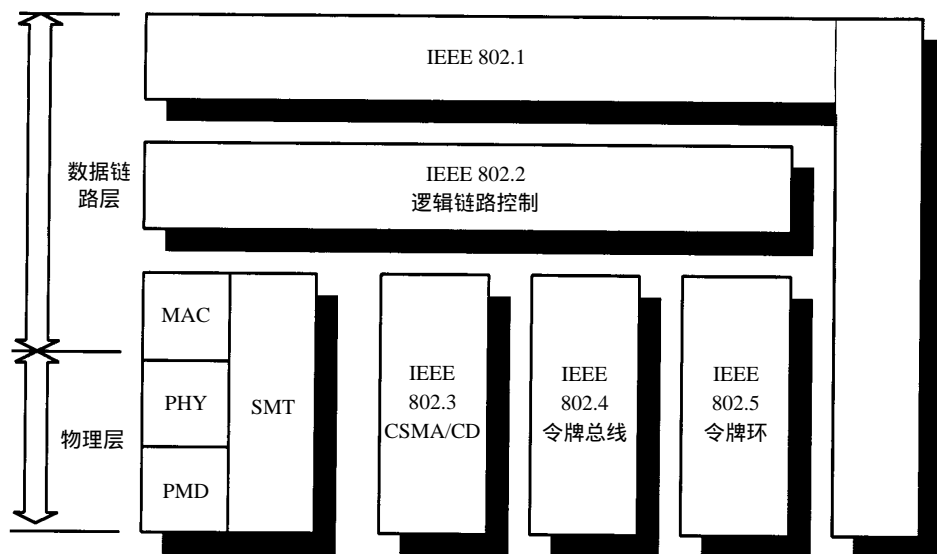 IEEE 802.1
数据链
路层
IEEE 802.2
逻辑链路控制
MAC
PHY
PMD
SMT
IEEE
802.3
CSMA/CD
IEEE
802.4
令牌总线
IEEE
802.5
令牌环
物理层